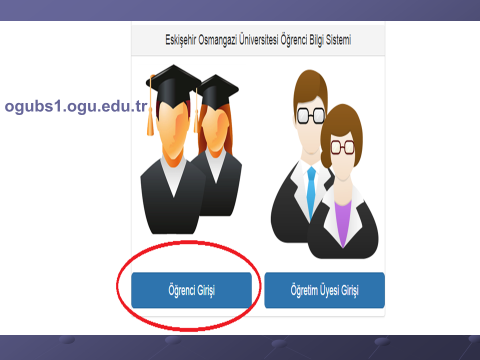 Eskişehir Osmangazi Üniversitesi Öğrenci Bilgi Sistemi
ogubs1.ogu.edu.tr
Öğrenci Girişi
Öğretim Üyesi Girişi